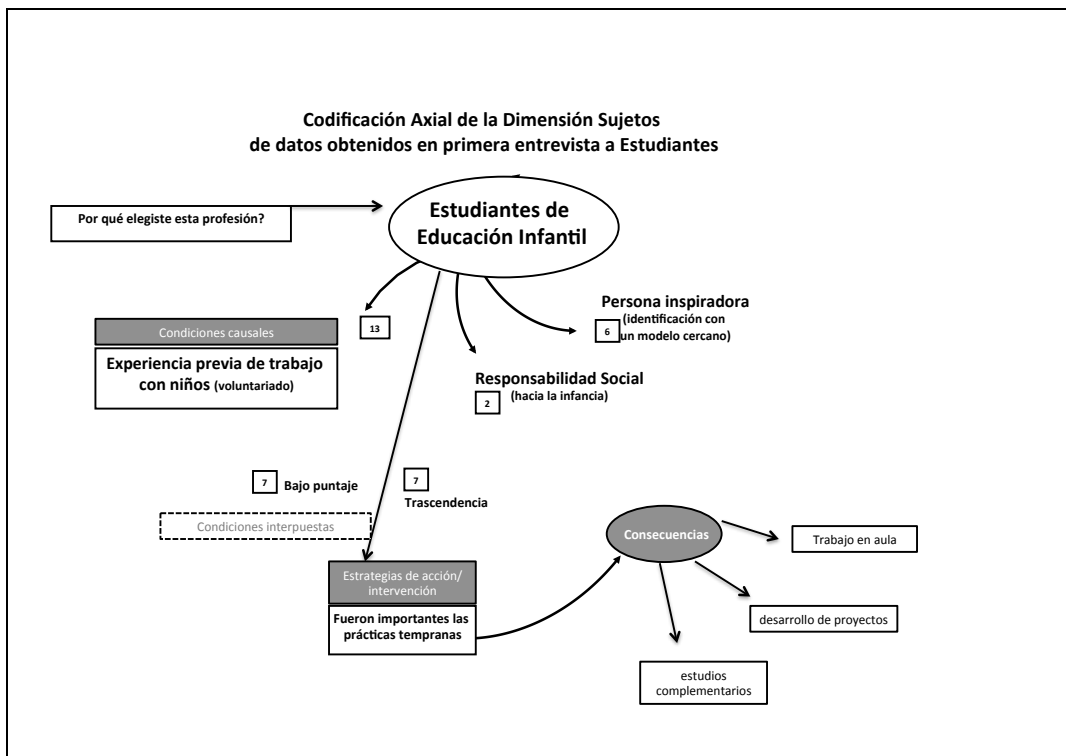 Codificación Axial de la Dimensión Sujetos
de datos obtenidos en primera entrevista a Estudiantes
Por qué elegiste esta profesión?
Estudiantes de
Educación Infantil
Condiciones causales
Experiencia previa de trabajo
con niños (voluntariado)
13
Persona inspiradora
(identificación con
un modelo cercano)
6
Responsabilidad Social
(hacia la infancia)
2
7
Bajo puntaje
7
Trascendencia
Condiciones interpuestas
Estrategias de acción/
intervención
Fueron importantes las
prácticas tempranas
Consecuencias
Trabajo en aula
desarrollo de proyectos
estudios
complementarios